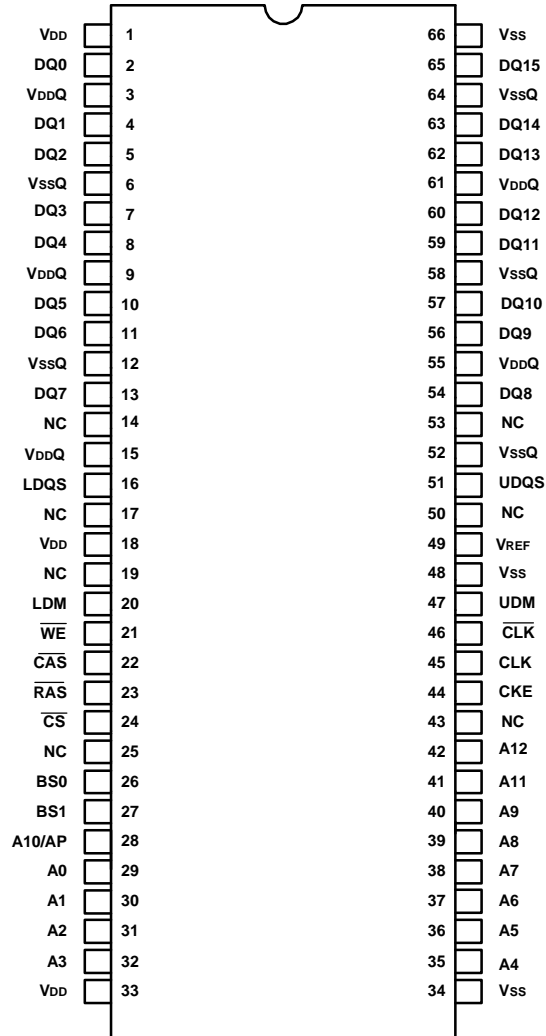 VDD 1 66 VSS
DQ0 2 65 DQ15
VDDQ 3 64 VSSQ
DQ1 4 63 DQ14
DQ2 5 62 DQ13
VSSQ 6 61 VDDQ
DQ3 7 60 DQ12
DQ4 8 59 DQ11
VDDQ 9 58 VSSQ
DQ5 10 57 DQ10
DQ6 11 56 DQ9
VSSQ 12 55 VDDQ
DQ7 13 54 DQ8
NC 14 53 NC
VDDQ 15 52 VSSQ
LDQS 16 51 UDQS
NC 17 50 NC
VDD 18 49 VREF
NC 19 48 VSS
LDM 20 47 UDM
W̅E̅ 21 46 C̅L̅K̅
C̅A̅S̅ 22 45 CLK
R̅A̅S̅ 23 44 CKE
C̅S̅ 24 43 NC
NC 25 42 A12
BS0 26 41 A11
BS1 27 40 A9
A10/AP 28 39 A8
A0 29 38 A7
A1 30 37 A6
A2 31 36 A5
A3 32 35 A4
VDD 33 34 VSS